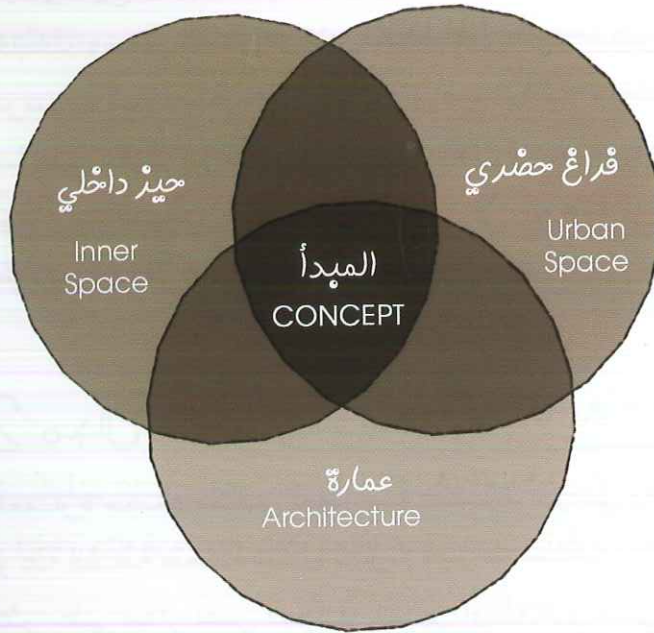 حيز داخلي
Inner
Space
فراغ حضري
Urban
Space
المبدأ
CONCEPT
عمارة
Architecture